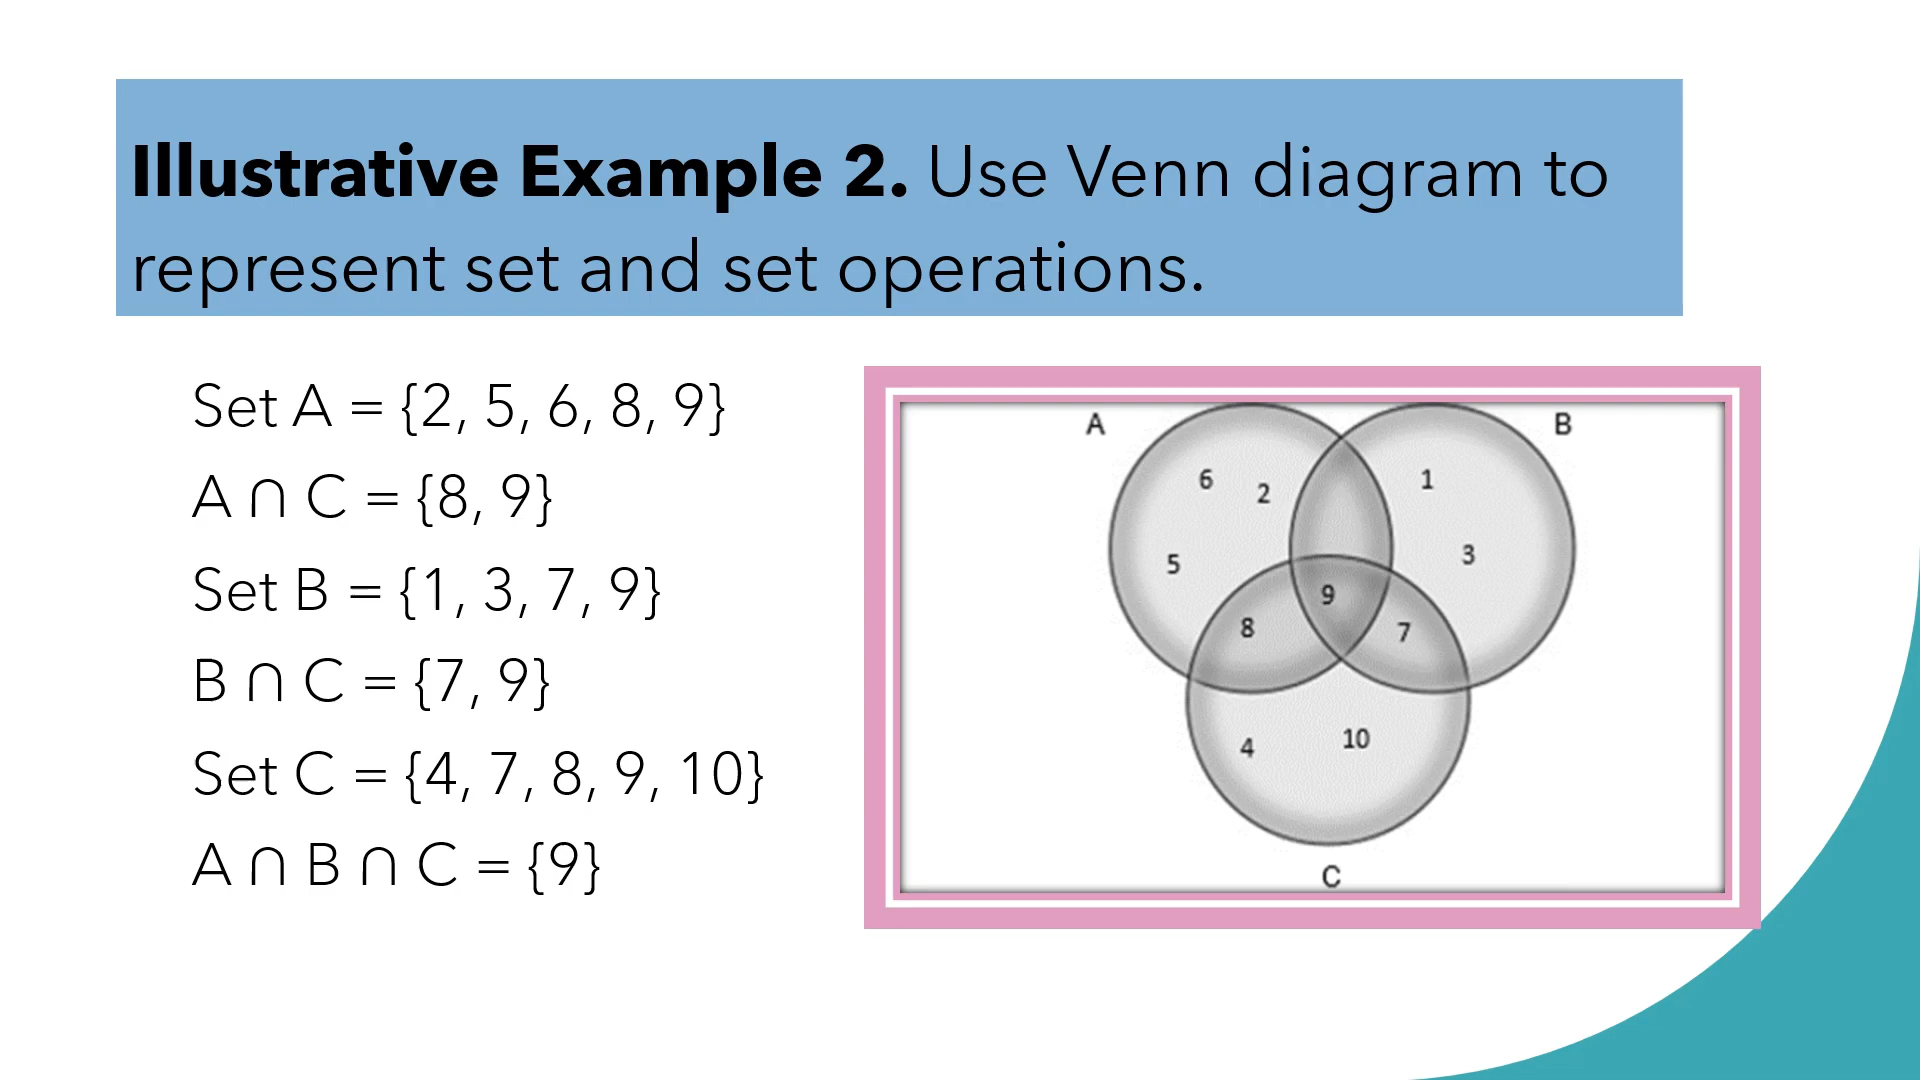 Illustrative Example 2. Use Venn diagram to
represent set and set operations.
Set A = {2, 5, 6, 8, 9}
A ∩ C = {8, 9}
Set B = {1, 3, 7, 9}
B ∩ C = {7, 9}
Set C = {4, 7, 8, 9, 10}
A ∩ B ∩ C = {9}
A B
6 2 1
5 3
9
8 7
4 10
C